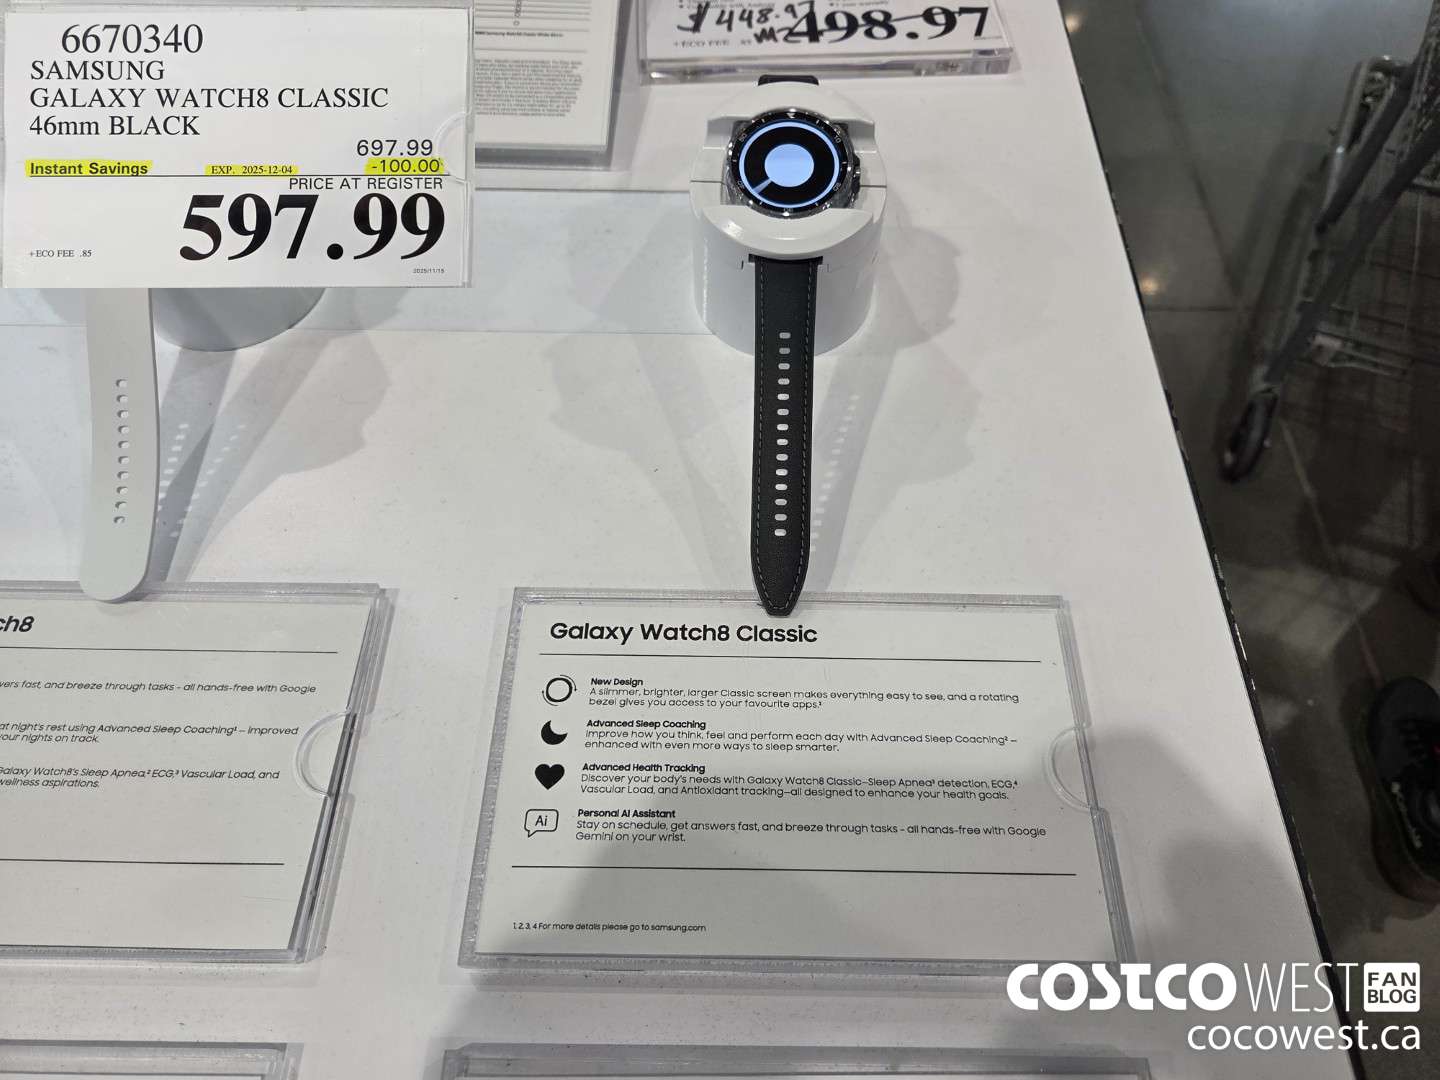 6670340
SAMSUNG
GALAXY WATCH8 CLASSIC
46mm BLACK
697.99
Instant Savings EXP. 2025-12-04 -100.00
PRICE AT REGISTER
597.99
+ECO FEE .85
2025/11/15
$448.97
498.97
+ECO FEE .85
ch8
wers fast, and breeze through tasks - all hands-free with Google
at night's rest using Advanced Sleep Coaching¹ – improved
your nights on track.
Galaxy Watch8's Sleep Apnea,² ECG,³ Vascular Load, and
wellness aspirations.
Galaxy Watch8 Classic
New Design
A slimmer, brighter, larger Classic screen makes everything easy to see, and a rotating
bezel gives you access to your favourite apps.¹
Advanced Sleep Coaching
Improve how you think, feel and perform each day with Advanced Sleep Coaching² –
enhanced with even more ways to sleep smarter.
Advanced Health Tracking
Discover your body's needs with Galaxy Watch8 Classic–Sleep Apnea³ detection, ECG,⁴
Vascular Load, and Antioxidant tracking–all designed to enhance your health goals.
Ai
Personal AI Assistant
Stay on schedule, get answers fast, and breeze through tasks - all hands-free with Google
Gemini on your wrist.
1, 2, 3, 4 For more details please go to samsung.com
COSTCO WEST FAN BLOG
cocowest.ca